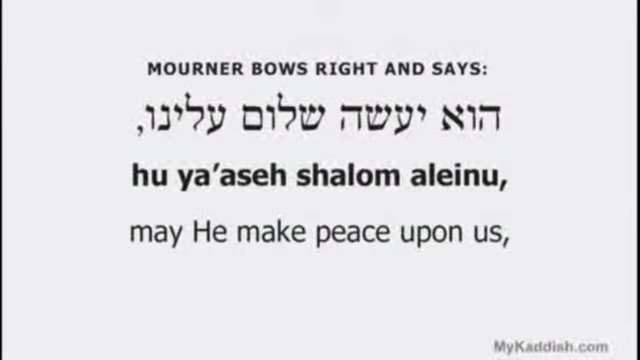 MOURNER BOWS RIGHT AND SAYS:
הוא יעשה שלום עלינו,
hu ya’aseh shalom aleinu,
may He make peace upon us,
MyKaddish.com